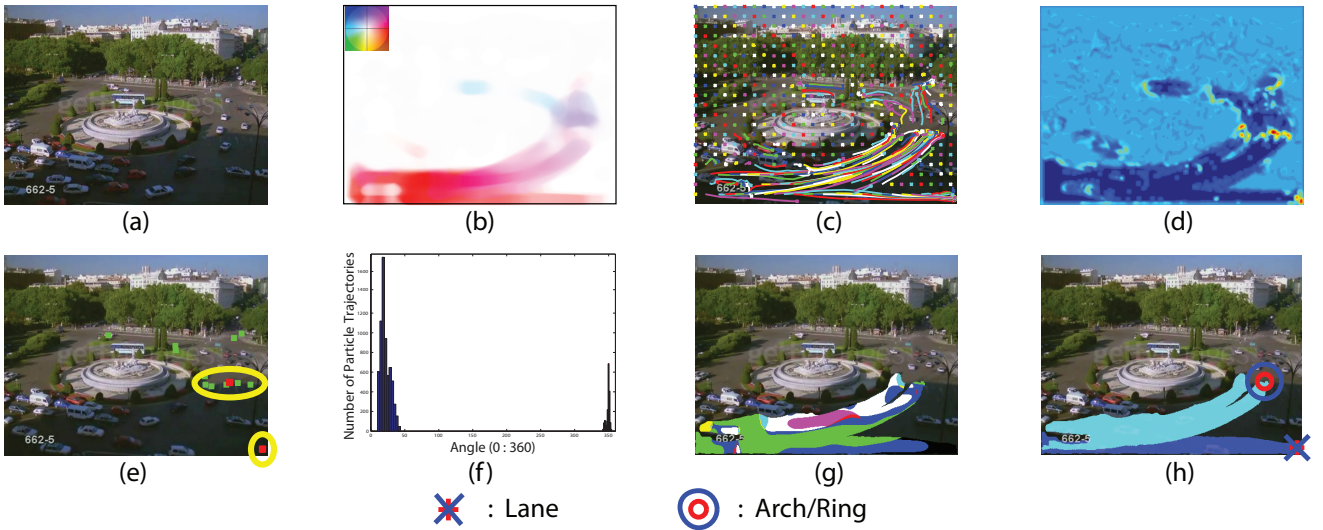 662-5
(a)
(b)
662-5
(c)
(d)
662-5
(e)
Number of Particle Trajectories
1600
1400
1200
1000
800
600
400
200
0
0 50 100 150 200 250 300 350
Angle (0 : 360)
(f)
662-5
(g)
662-5
(h)
: Lane
: Arch/Ring